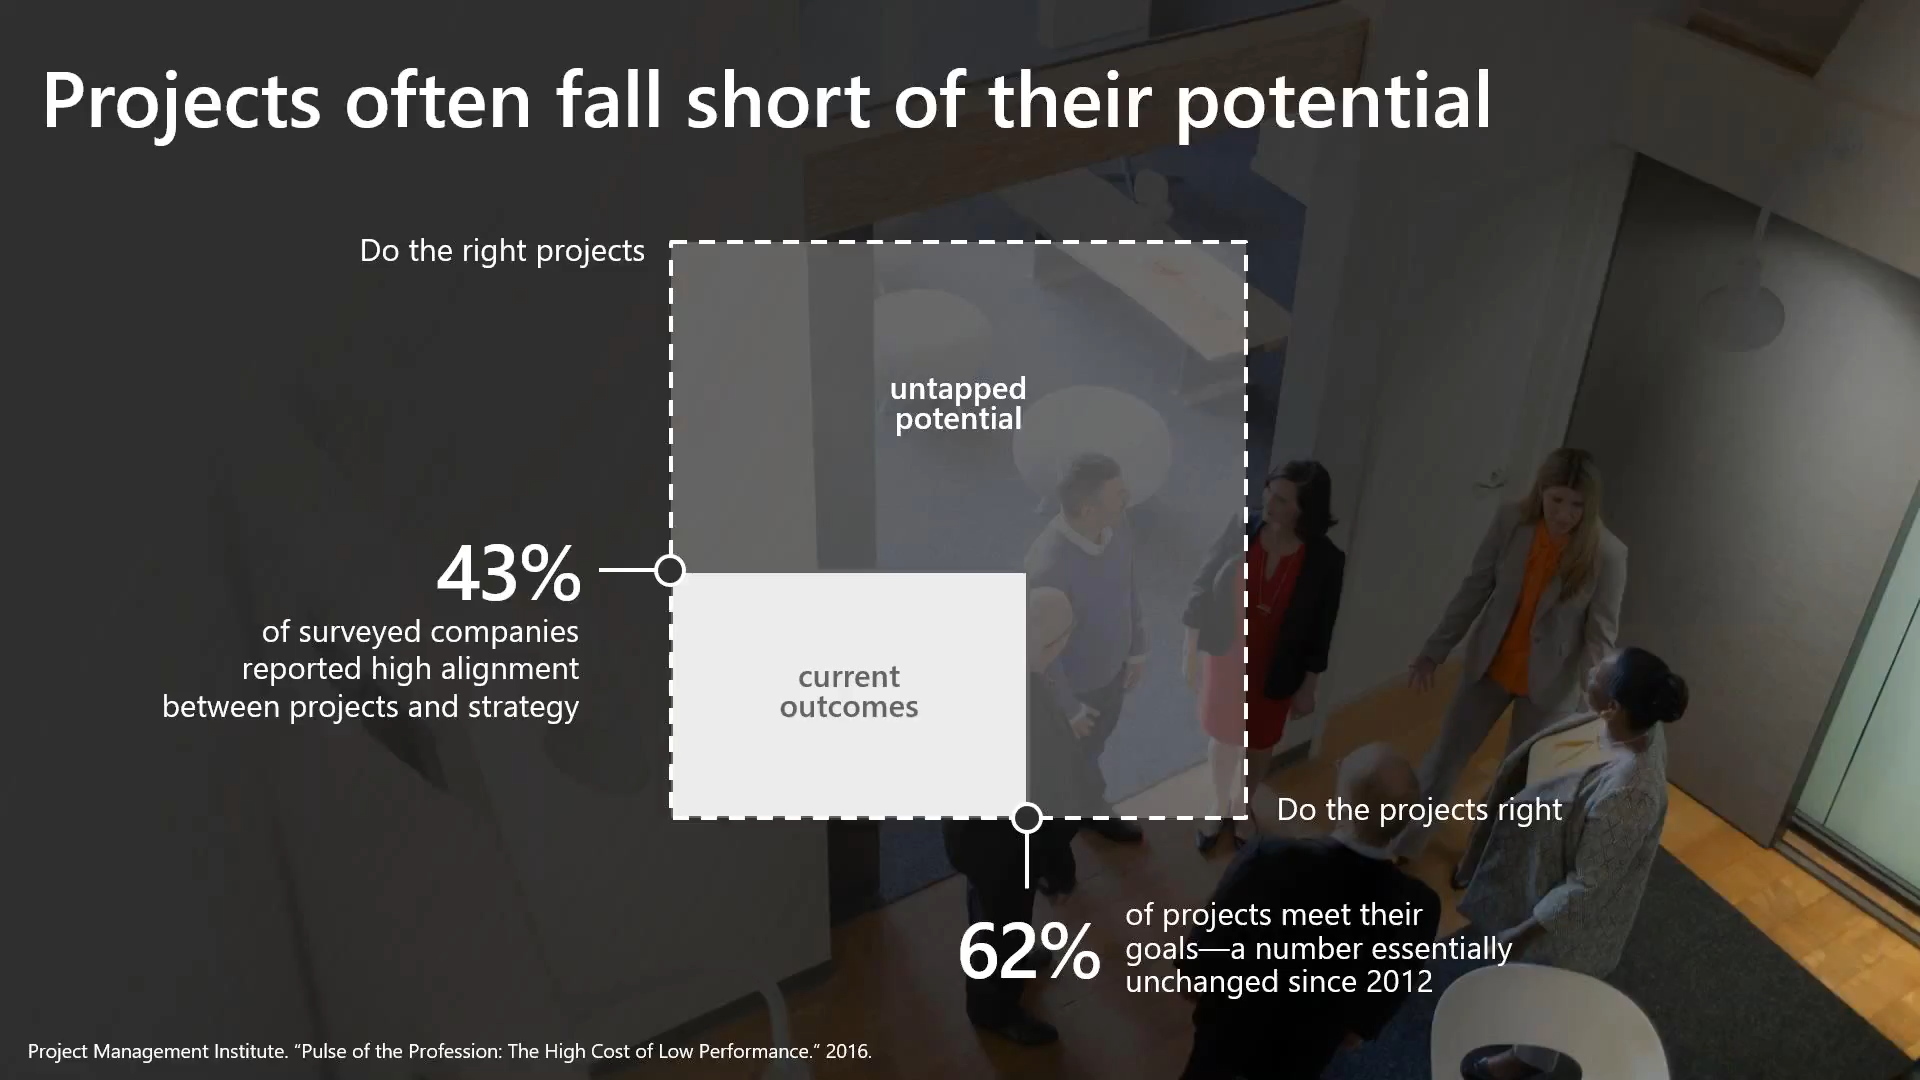 Projects often fall short of their potential
Do the right projects
untapped
potential
43%
of surveyed companies
reported high alignment
between projects and strategy
current
outcomes
Do the projects right
62%
of projects meet their
goals—a number essentially
unchanged since 2012
Project Management Institute. “Pulse of the Profession: The High Cost of Low Performance.“ 2016.